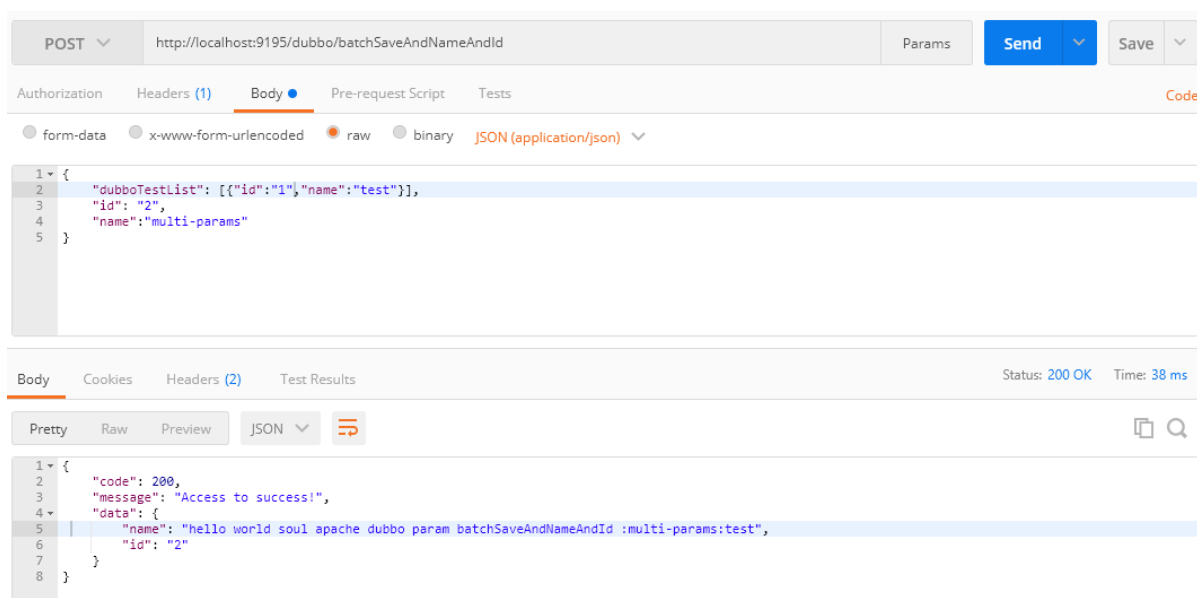 POST http://localhost:9195/dubbo/batchSaveAndNameAndId Params Send Save
Authorization Headers (1) Body Pre-request Script Tests Code
form-data x-www-form-urlencoded raw binary JSON (application/json)
1 {
2 "dubboTestList": [{"id":"1","name":"test"}],
3 "id": "2",
4 "name":"multi-params"
5 }
Body Cookies Headers (2) Test Results Status: 200 OK Time: 38 ms
Pretty Raw Preview JSON
1 {
2 "code": 200,
3 "message": "Access to success!",
4 "data": {
5 "name": "hello world soul apache dubbo param batchSaveAndNameAndId :multi-params:test",
6 "id": "2"
7 }
8 }